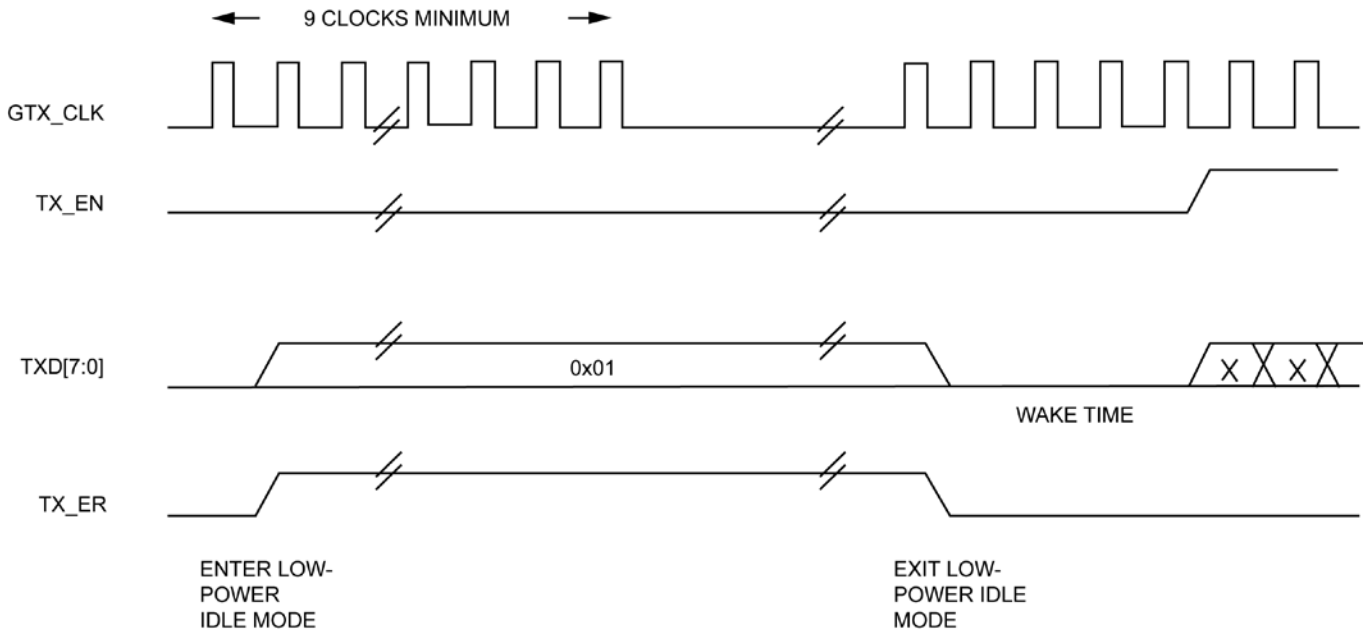 9 CLOCKS MINIMUM
GTX_CLK
TX_EN
TXD[7:0]
0x01
X
X
WAKE TIME
TX_ER
ENTER LOW-
POWER
IDLE MODE
EXIT LOW-
POWER IDLE
MODE